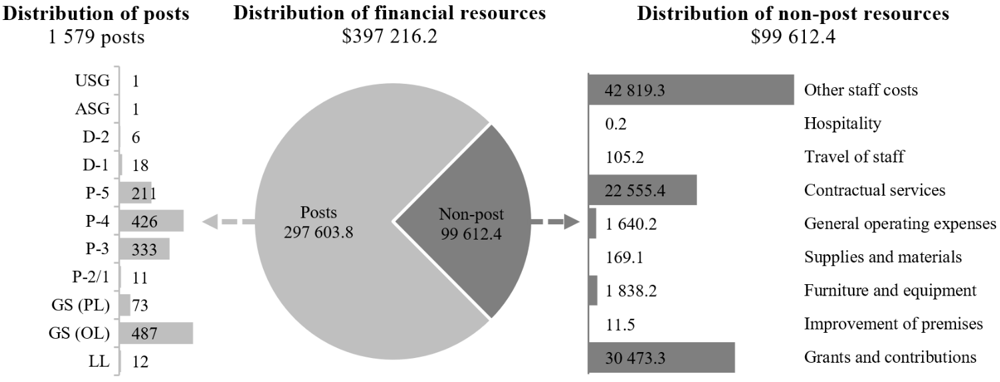 Distribution of posts
1 579 posts
USG 1
ASG 1
D-2 6
D-1 18
P-5 211
P-4 426
P-3 333
P-2/1 11
GS (PL) 73
GS (OL) 487
LL 12
Distribution of financial resources
$397 216.2
Posts
297 603.8
Non-post
99 612.4
Distribution of non-post resources
$99 612.4
42 819.3 Other staff costs
0.2 Hospitality
105.2 Travel of staff
22 555.4 Contractual services
1 640.2 General operating expenses
169.1 Supplies and materials
1 838.2 Furniture and equipment
11.5 Improvement of premises
30 473.3 Grants and contributions